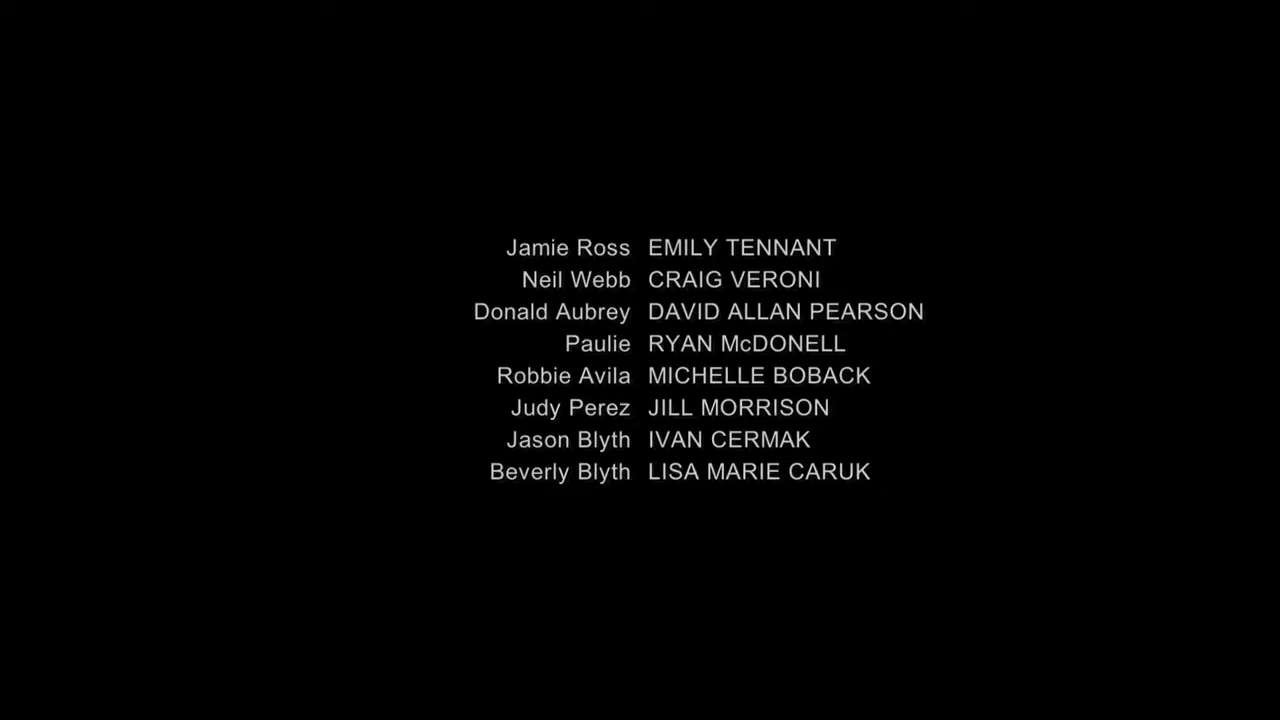 Jamie Ross EMILY TENNANT
Neil Webb CRAIG VERONI
Donald Aubrey DAVID ALLAN PEARSON
Paulie RYAN McDONELL
Robbie Avila MICHELLE BOBACK
Judy Perez JILL MORRISON
Jason Blyth IVAN CERMAK
Beverly Blyth LISA MARIE CARUK